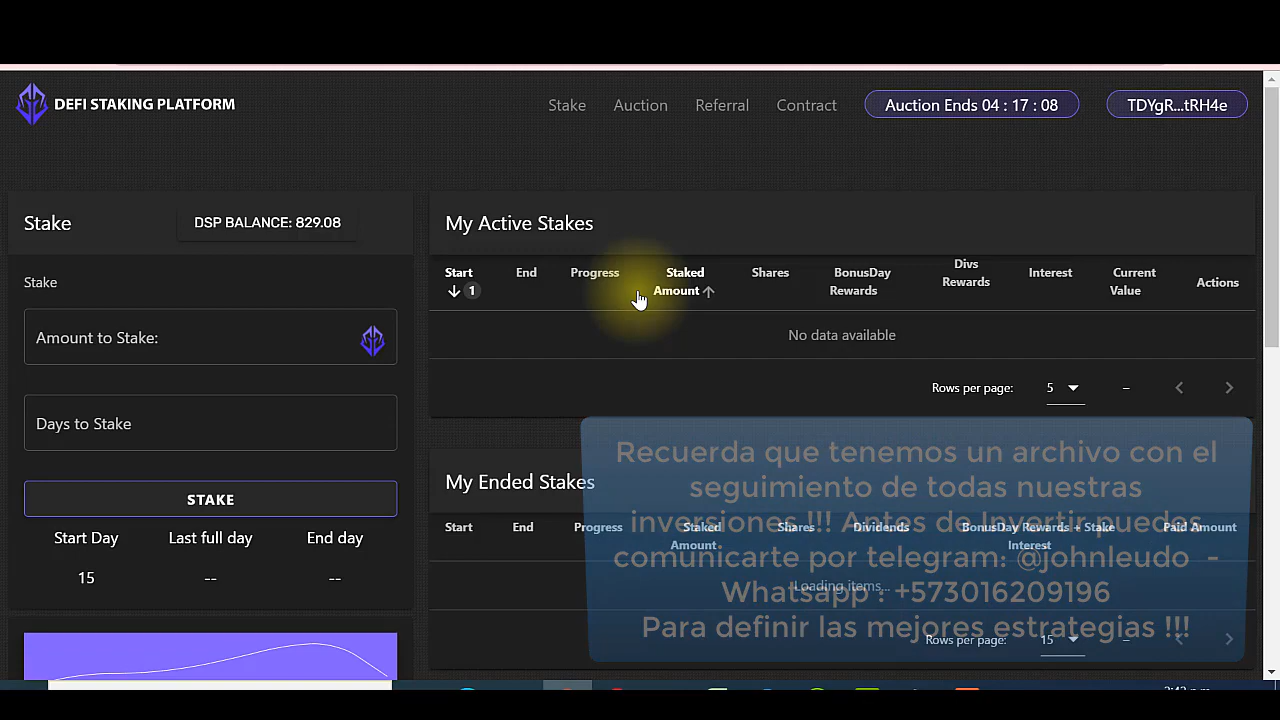 DEFI STAKING PLATFORM
Stake Auction Referral Contract Auction Ends 04 : 17 : 08 TDYgR...tRH4e
Stake DSP BALANCE: 829.08
Stake
Amount to Stake:
Days to Stake
STAKE
Start Day Last full day End day
15 -- --
My Active Stakes
Start 1 End Progress Staked Amount Shares BonusDay Rewards Divs Rewards Interest Current Value Actions
No data available
Rows per page: 5 –
My Ended Stakes
Start End Progress Staked Amount Shares Dividends BonusDay Rewards + Stake Interest Paid Amount
Loading items...
Rows per page: 15 –
Recuerda que tenemos un archivo con el
seguimiento de todas nuestras
inversiones !!! Antes de Invertir puedes
comunicarte por telegram: @johnleudo -
Whatsapp : +573016209196
Para definir las mejores estrategias !!!